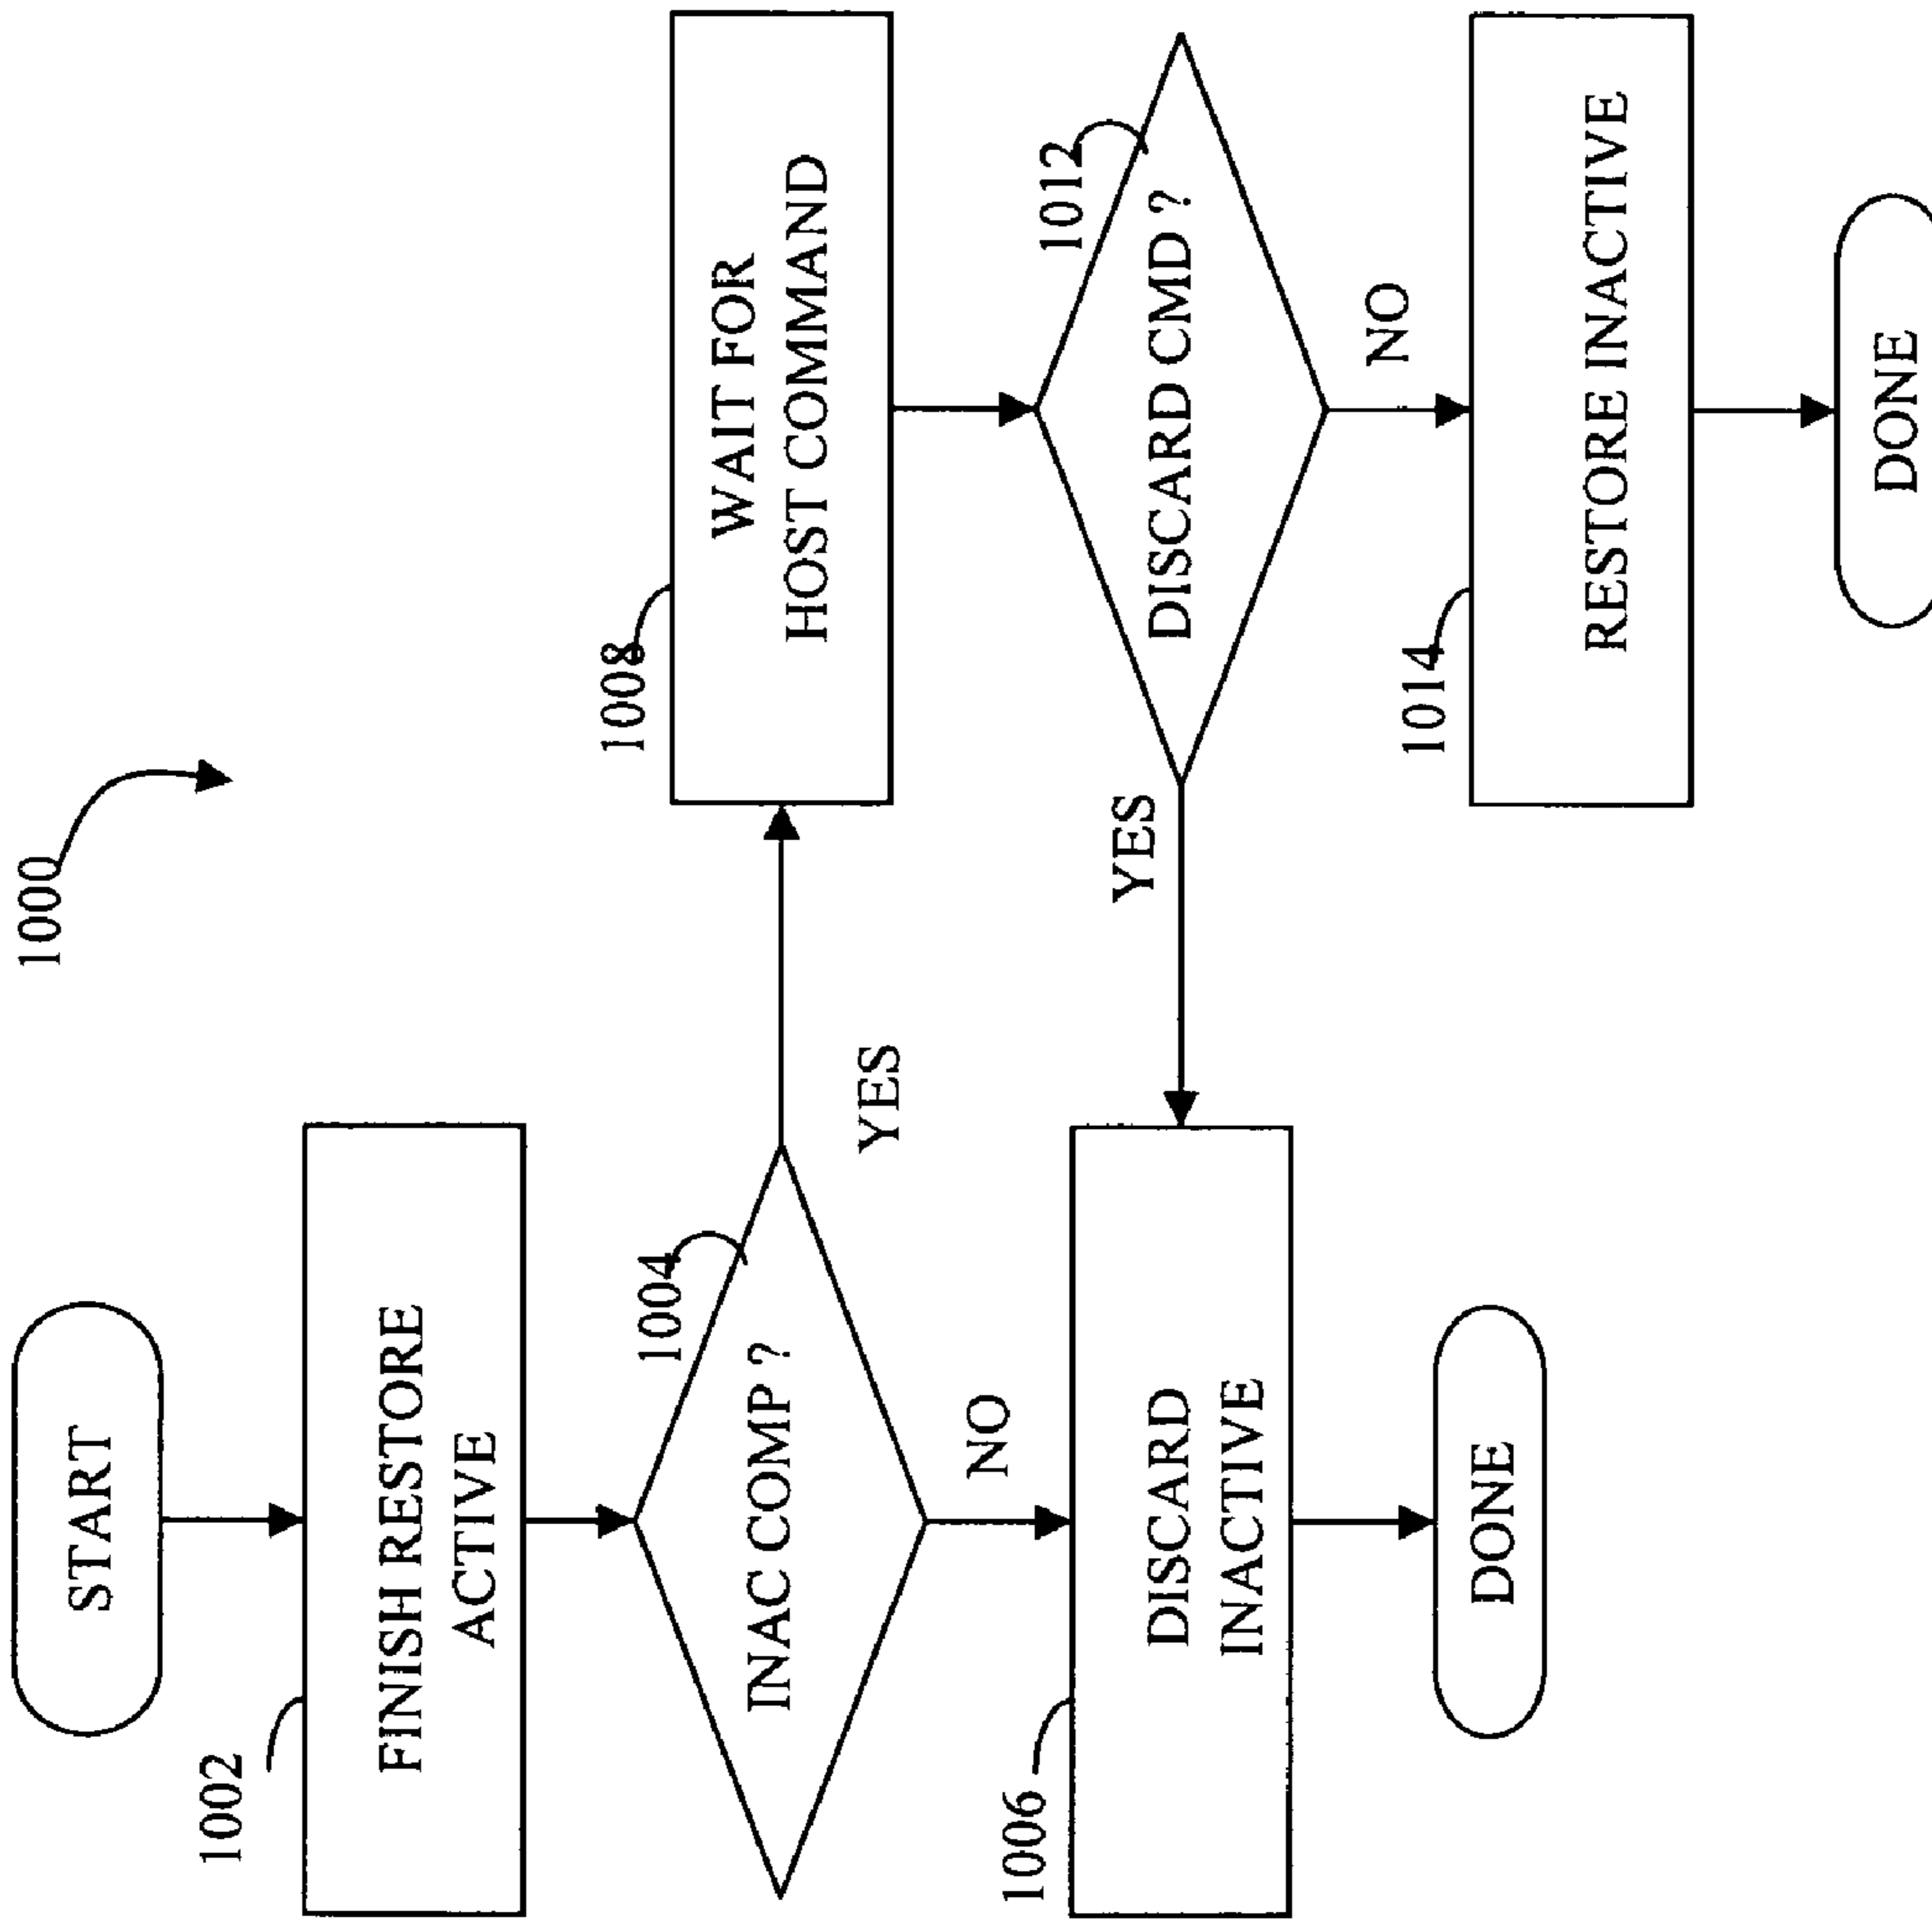 1000
START
1002
FINISH RESTORE
ACTIVE
1004
INAC COMP ?
YES
NO
1006
DISCARD
INACTIVE
DONE
1008
WAIT FOR
HOST COMMAND
1012
DISCARD CMD ?
YES
NO
1014
RESTORE INACTIVE
DONE